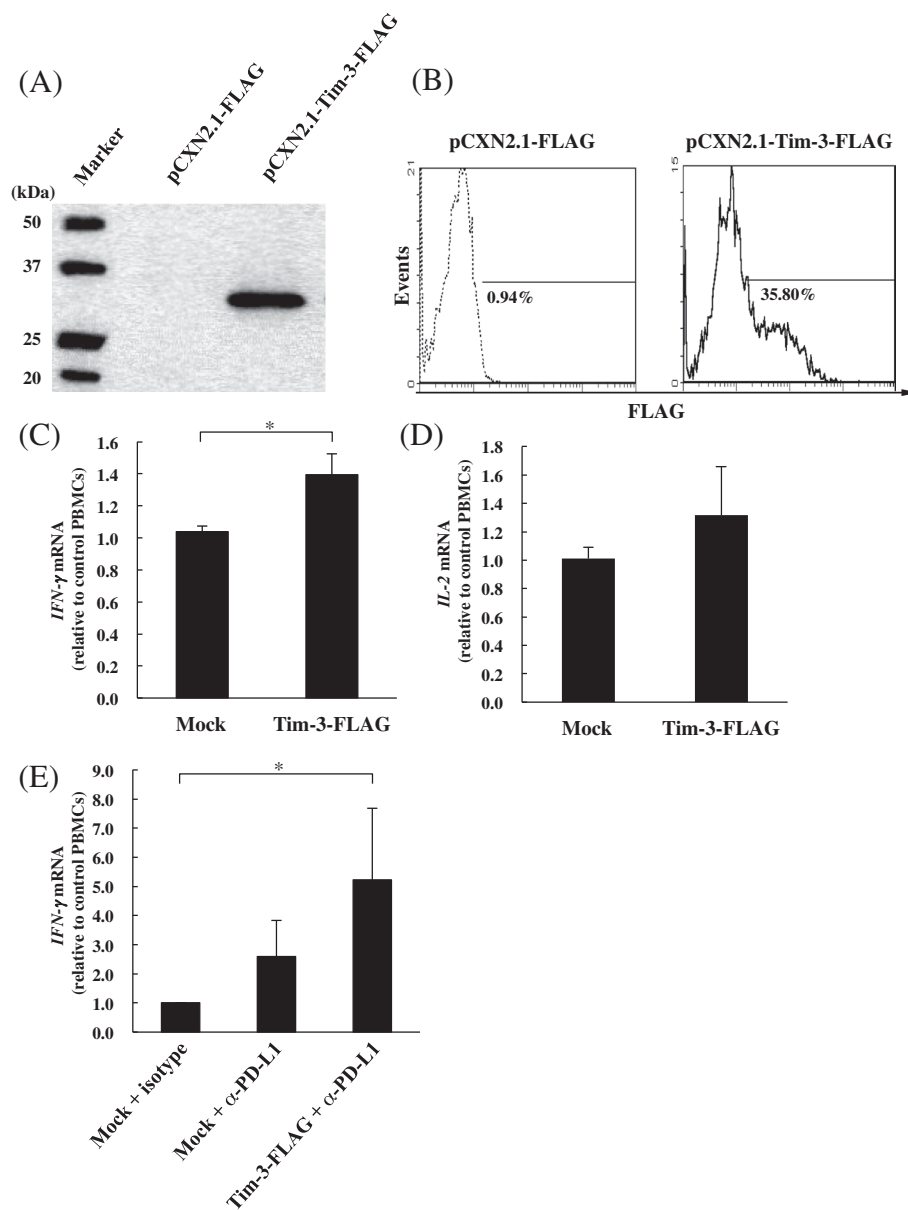 (A)
Marker
pCXN2.1-FLAG
pCXN2.1-Tim-3-FLAG
(kDa)
50
37
25
20
(B)
pCXN2.1-FLAG
pCXN2.1-Tim-3-FLAG
21
0
Events
0.94%
15
0
35.80%
FLAG
(C)
*
IFN-γ mRNA
(relative to control PBMCs)
1.6
1.4
1.2
1.0
0.8
0.6
0.4
0.2
0.0
Mock
Tim-3-FLAG
(D)
IL-2 mRNA
(relative to control PBMCs)
1.8
1.6
1.4
1.2
1.0
0.8
0.6
0.4
0.2
0.0
Mock
Tim-3-FLAG
(E)
*
IFN-γ mRNA
(relative to control PBMCs)
9.0
8.0
7.0
6.0
5.0
4.0
3.0
2.0
1.0
0.0
Mock + isotype
Mock + α-PD-L1
Tim-3-FLAG + α-PD-L1